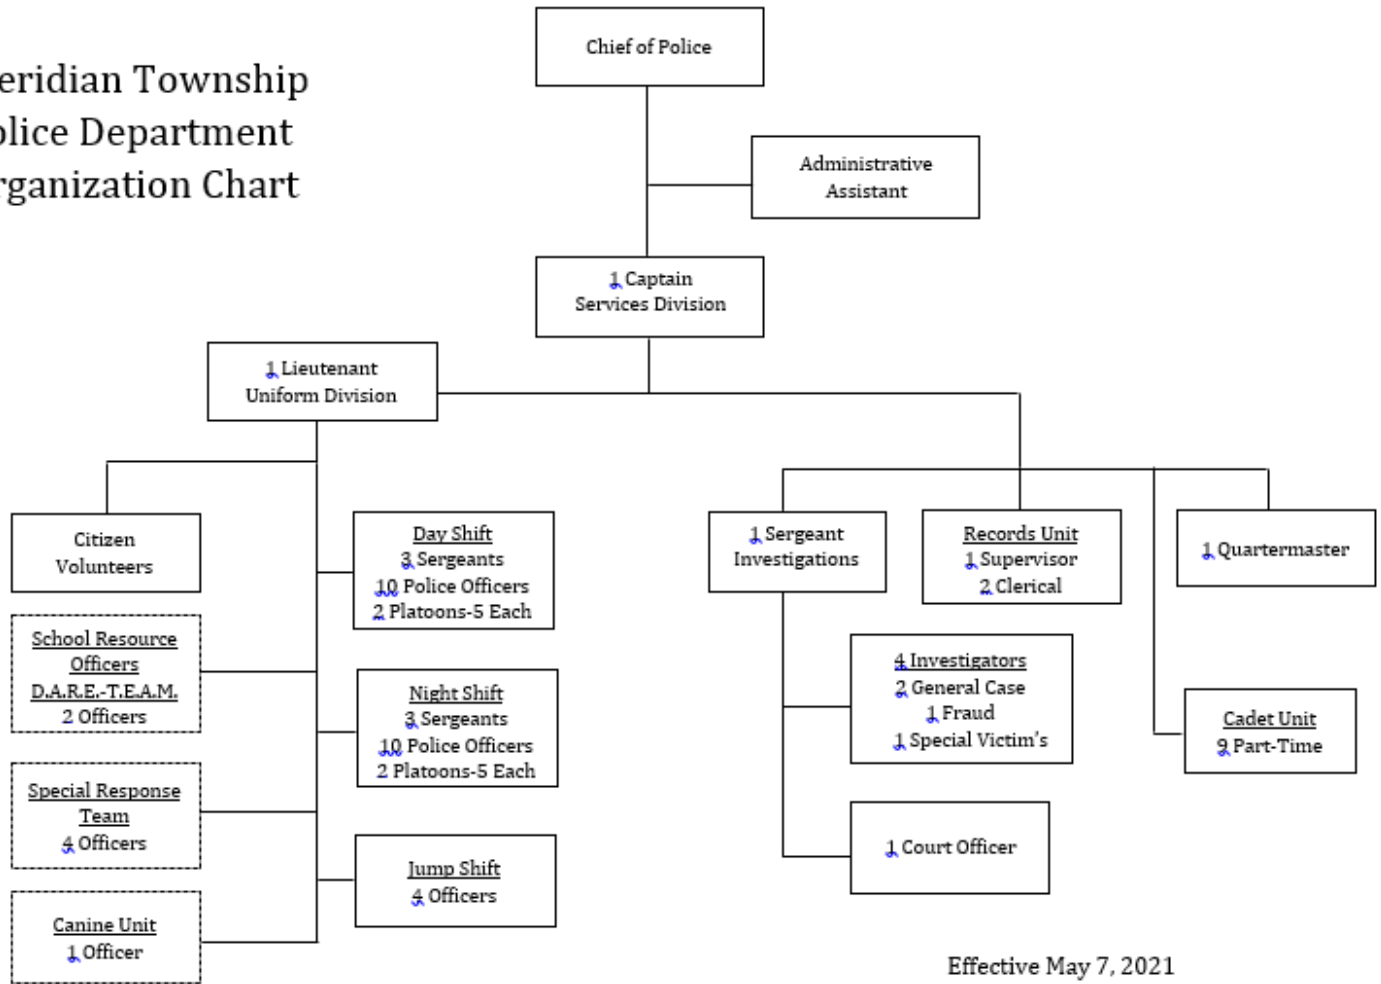 eridian Township
olice Department
rganization Chart
Chief of Police
Administrative
Assistant
1 Captain
Services Division
1 Lieutenant
Uniform Division
Citizen
Volunteers
School Resource
Officers
D.A.R.E.-T.E.A.M.
2 Officers
Special Response
Team
4 Officers
Canine Unit
1 Officer
Day Shift
3 Sergeants
10 Police Officers
2 Platoons-5 Each
Night Shift
3 Sergeants
10 Police Officers
2 Platoons-5 Each
Jump Shift
4 Officers
1 Sergeant
Investigations
4 Investigators
2 General Case
1 Fraud
1 Special Victim's
1 Court Officer
Records Unit
1 Supervisor
2 Clerical
1 Quartermaster
Cadet Unit
9 Part-Time
Effective May 7, 2021